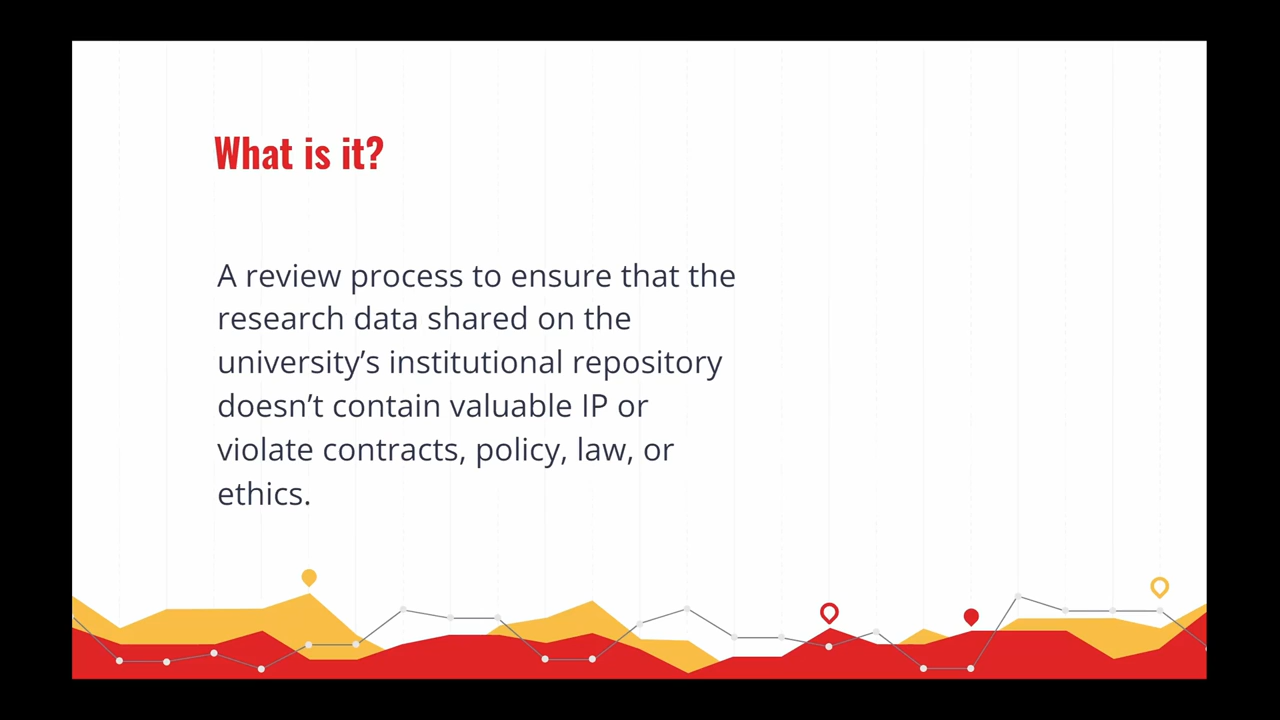 What is it?
A review process to ensure that the
research data shared on the
university’s institutional repository
doesn’t contain valuable IP or
violate contracts, policy, law, or
ethics.